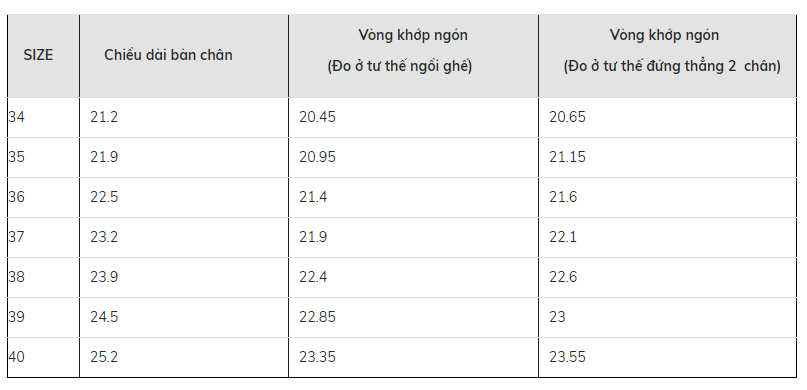 SIZE Chiều dài bàn chân Vòng khớp ngón Vòng khớp ngón
(Đo ở tư thế ngồi ghế) (Đo ở tư thế đứng thẳng 2 chân)
34 21.2 20.45 20.65
35 21.9 20.95 21.15
36 22.5 21.4 21.6
37 23.2 21.9 22.1
38 23.9 22.4 22.6
39 24.5 22.85 23
40 25.2 23.35 23.55